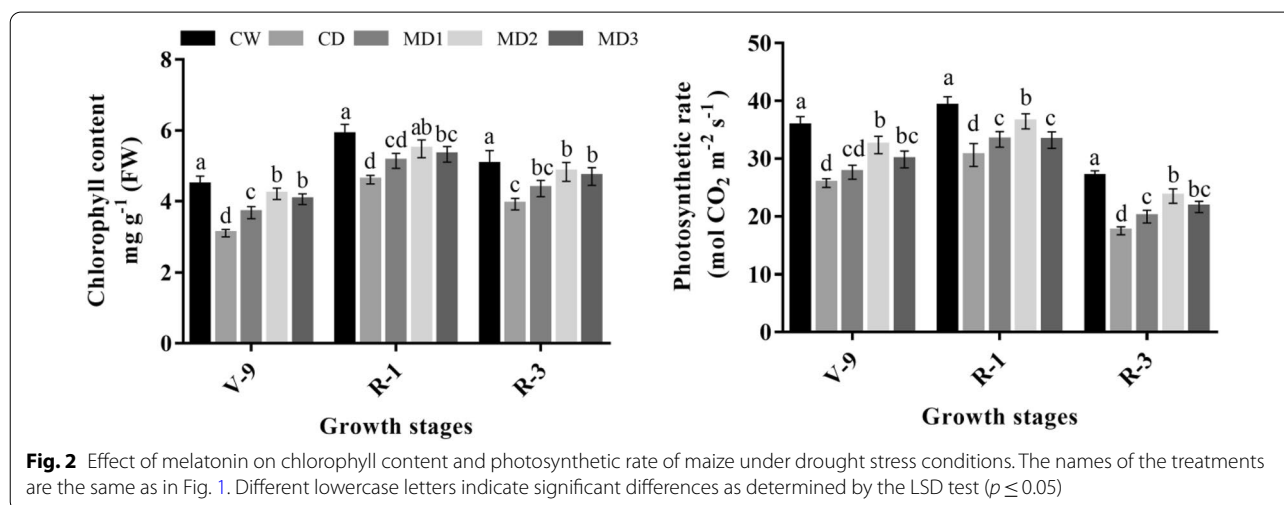 CW CD MD1 MD2 MD3
Chlorophyll content
mg g⁻¹ (FW)
8
6
4
2
0
a d c b b
a d cd ab bc
a c bc b b
V-9 R-1 R-3
Growth stages
Photosynthetic rate
(mol CO₂ m⁻² s⁻¹)
50
40
30
20
10
0
a d cd b bc
a d c b c
a d c b bc
V-9 R-1 R-3
Growth stages
Fig. 2 Effect of melatonin on chlorophyll content and photosynthetic rate of maize under drought stress conditions. The names of the treatments
are the same as in Fig. 1. Different lowercase letters indicate significant differences as determined by the LSD test (p ≤ 0.05)